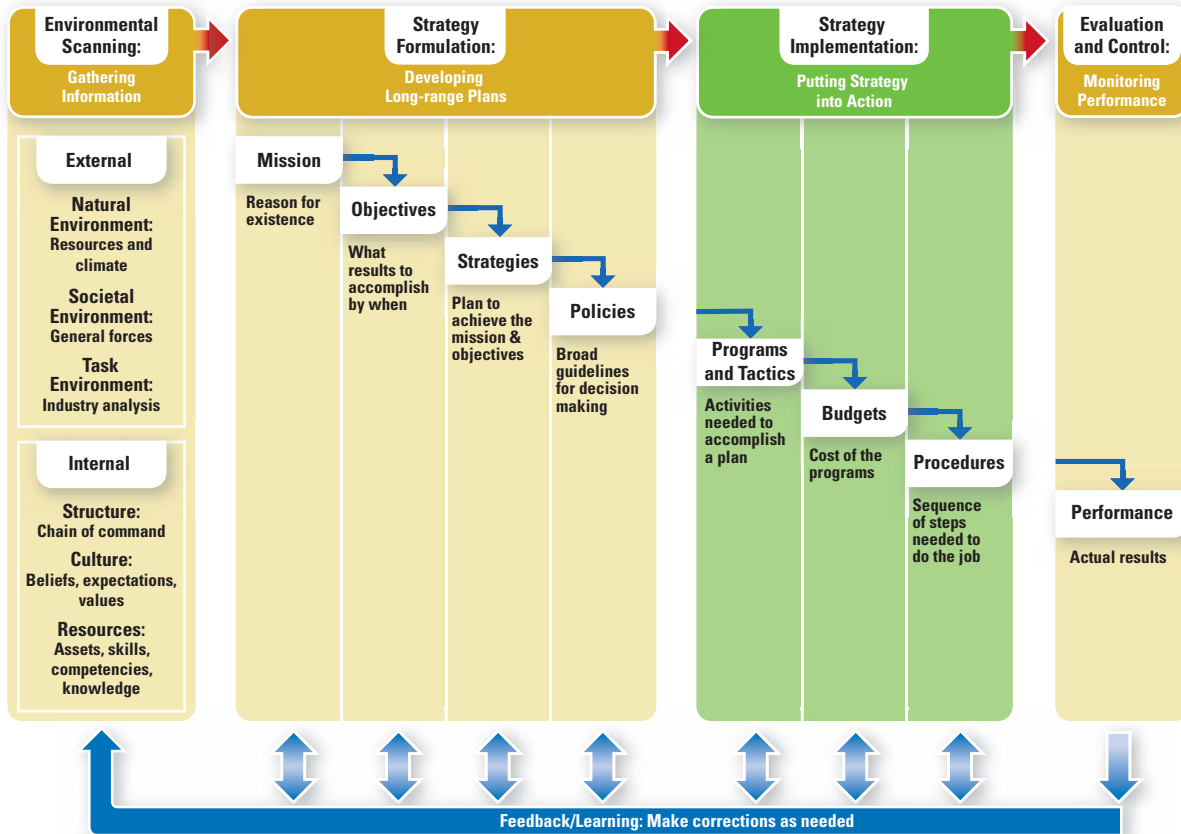 Environmental
Scanning:
Gathering
Information
Strategy
Formulation:
Developing
Long-range Plans
Strategy
Implementation:
Putting Strategy
into Action
Evaluation
and Control:
Monitoring
Performance
External
Natural
Environment:
Resources and
climate
Societal
Environment:
General forces
Task
Environment:
Industry analysis
Internal
Structure:
Chain of command
Culture:
Beliefs, expectations,
values
Resources:
Assets, skills,
competencies,
knowledge
Mission
Reason for
existence
Objectives
What
results to
accomplish
by when
Strategies
Plan to
achieve the
mission &
objectives
Policies
Broad
guidelines
for decision
making
Programs
and Tactics
Activities
needed to
accomplish
a plan
Budgets
Cost of the
programs
Procedures
Sequence
of steps
needed to
do the job
Performance
Actual results
Feedback/Learning: Make corrections as needed